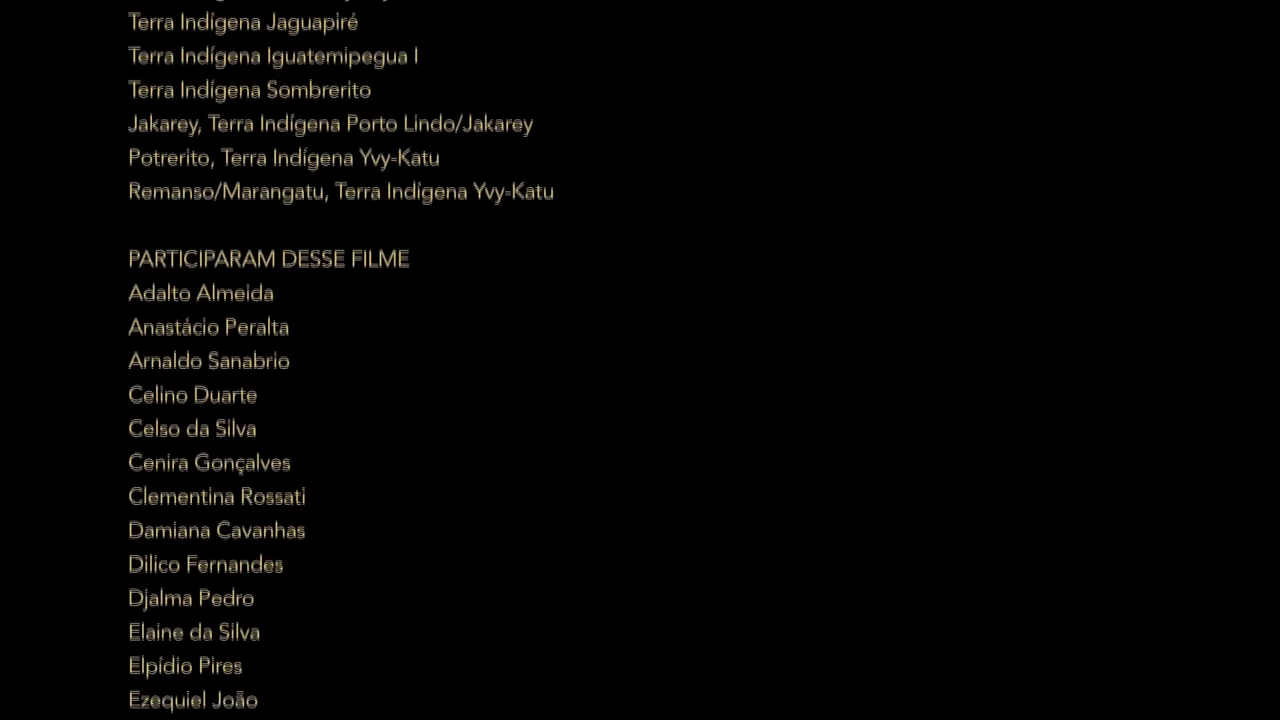 Terra Indígena Jaguapiré
Terra Indígena Iguatemipegua I
Terra Indígena Sombrerito
Jakarey, Terra Indígena Porto Lindo/Jakarey
Potrerito, Terra Indígena Yvy-Katu
Remanso/Marangatu, Terra Indígena Yvy-Katu
PARTICIPARAM DESSE FILME
Adalto Almeida
Anastácio Peralta
Arnaldo Sanabrio
Celino Duarte
Celso da Silva
Cenira Gonçalves
Clementina Rossati
Damiana Cavanhas
Dilico Fernandes
Djalma Pedro
Elaine da Silva
Elpídio Pires
Ezequiel João